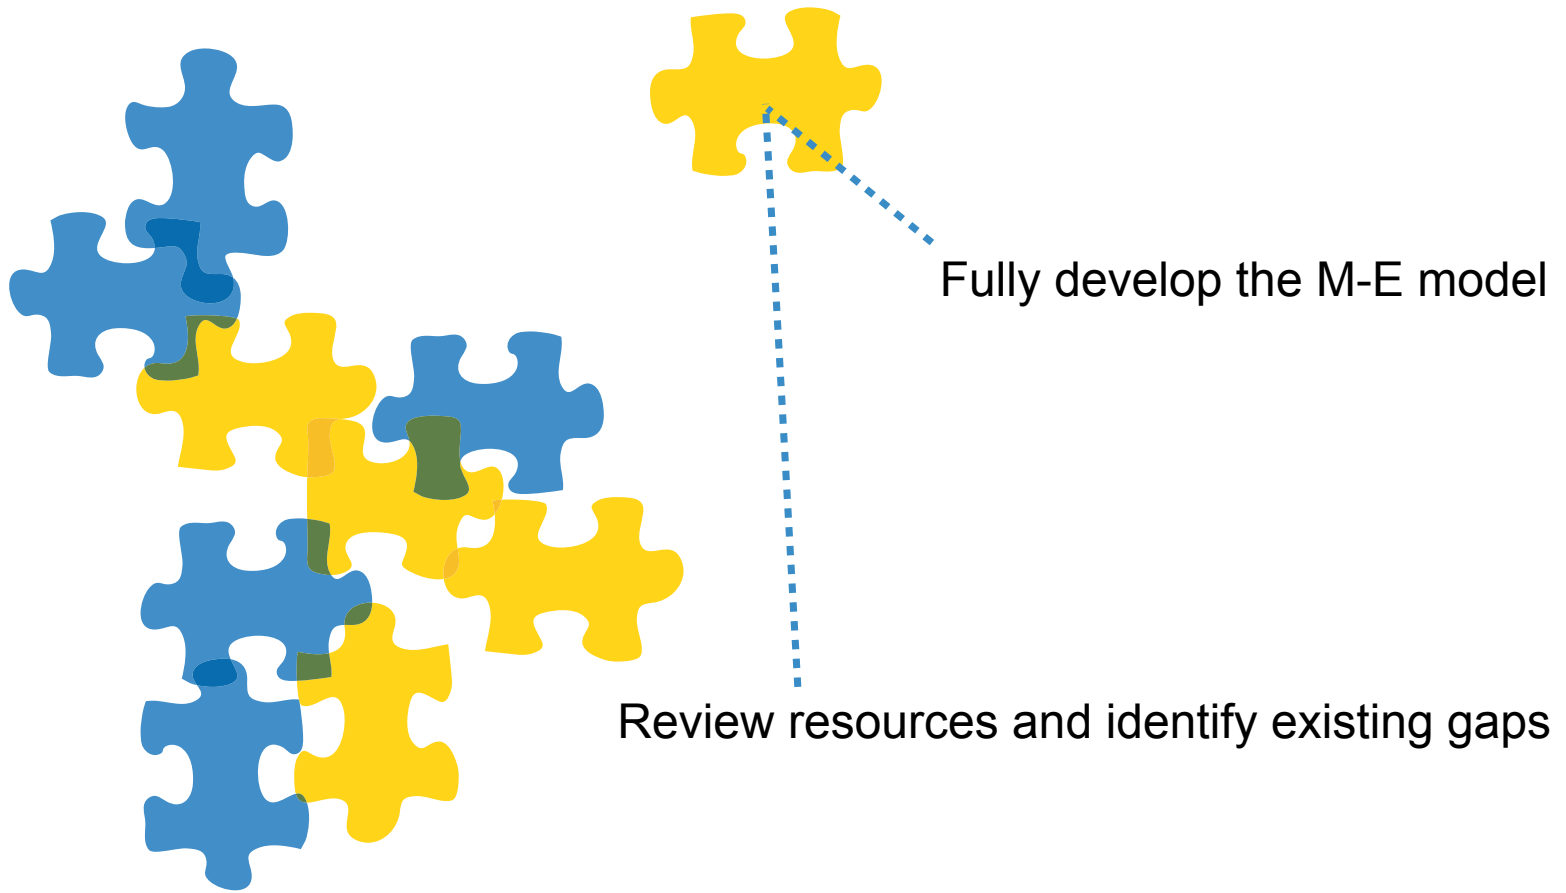 Fully develop the M-E model
Review resources and identify existing gaps